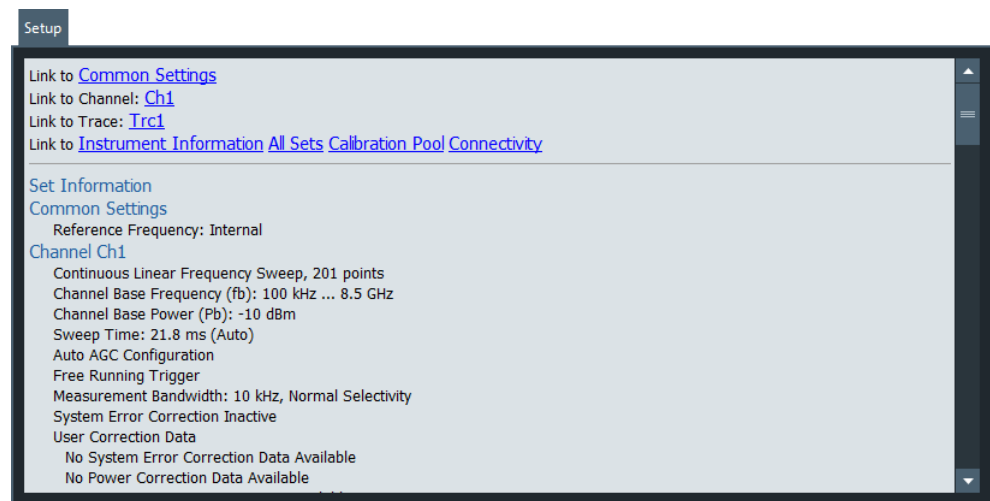 Setup
Link to Common Settings
Link to Channel: Ch1
Link to Trace: Trc1
Link to Instrument Information All Sets Calibration Pool Connectivity
Set Information
Common Settings
Reference Frequency: Internal
Channel Ch1
Continuous Linear Frequency Sweep, 201 points
Channel Base Frequency (fb): 100 kHz ... 8.5 GHz
Channel Base Power (Pb): -10 dBm
Sweep Time: 21.8 ms (Auto)
Auto AGC Configuration
Free Running Trigger
Measurement Bandwidth: 10 kHz, Normal Selectivity
System Error Correction Inactive
User Correction Data
No System Error Correction Data Available
No Power Correction Data Available